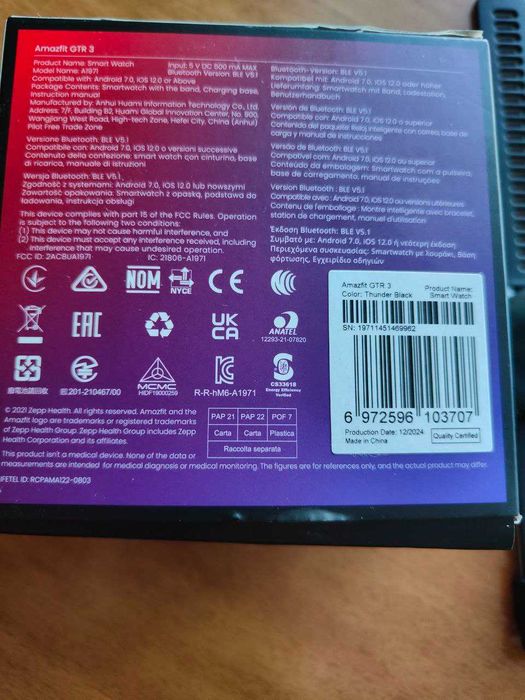 Amazfit GTR 3
Product Name: Smart Watch
Input: 5 V DC 500 mA MAX
Model Name: A1971
Bluetooth Version: BLE V5.1
Compatible with: Android 7.0, iOS 12.0 or Above
Package Contents: Smartwatch with the band, Charging base,
Instruction manual
Manufactured by: Anhui Huami Information Technology Co., Ltd.
Address: 7/F, Building B2, Huami Global Innovation Center, No. 900,
Wangjiang West Road, High-tech Zone, Hefei City, China (Anhui)
Pilot Free Trade Zone
Versione Bluetooth: BLE V5.1
Compatibile con: Android 7.0, iOS 12.0 o versioni successive
Contenuto della confezione: smart watch con cinturino, base
di ricarica, manuale di istruzioni
Wersja Bluetooth: BLE V5.1
Zgodność z systemami: Android 7.0, iOS 12.0 lub nowszymi
Zawartość opakowania: Smartwatch z opaską, podstawa do
ładowania, instrukcja obsługi
This device complies with part 15 of the FCC Rules. Operation
is subject to the following two conditions:
(1) This device may not cause harmful interference, and
(2) This device must accept any interference received, including
interference that may cause undesired operation.
FCC ID: 2AC8UA1971
IC: 21806-A1971
Bluetooth-Version: BLE V5.1
Kompatibel mit: Android 7.0, iOS 12.0 oder höher
Lieferumfang: Smartwatch mit Band, Ladestation,
Benutzerhandbuch
Versión de Bluetooth: BLE V5.1
Compatible con: Android 7.0, iOS 12.0 o superior
Contenido del paquete: Reloj inteligente con correa, base de
carga y manual de instrucciones
Versão de Bluetooth: BLE V5.1
Compatível com: Android 7.0, iOS 12.0 ou superior
Conteúdo da embalagem: Smartwatch com a pulseira,
base de carregamento, manual de instruções
Version Bluetooth : BLE V5.1
Compatible avec : Android 7.0, iOS 12.0 ou versions ultérieures
Contenu de l'emballage : Montre intelligente avec bracelet,
station de chargement, manuel d'utilisation
Έκδοση Bluetooth: BLE V5.1
Συμβατό με: Android 7.0, iOS 12.0 ή νεότερη έκδοση
Περιεχόμενα συσκευασίας: Smartwatch με λουράκι, Βάση
φόρτισης, Εγχειρίδιο οδηγιών
NOM
NYCE
CE
EAC
UK
CA
ANATEL
12293-21-07820
廢電池請回收
201-210467/00
MCMC
HIDF19000259
R-R-hM6-A1971
CS33618
Amazfit GTR 3
Product Name:
Color: Thunder Black
Smart Watch
SN: 19711451469962
6 972596 103707
Production Date: 12/2024
Made in China
Quality Certified
© 2021 Zepp Health. All rights reserved. Amazfit and the
Amazfit logo are trademarks or registered trademarks
of Zepp Health Group. Zepp Health Group includes Zepp
Health Corporation and its affiliates.
PAP 21
PAP 22
POF 7
Carta
Carta
Plastica
Raccolta separata
This product isn't a medical device. None of the data or
measurements are intended for medical diagnosis or medical monitoring. The figures are for references only, and the actual product may differ.
IFETEL ID: RCPAMA122-0803